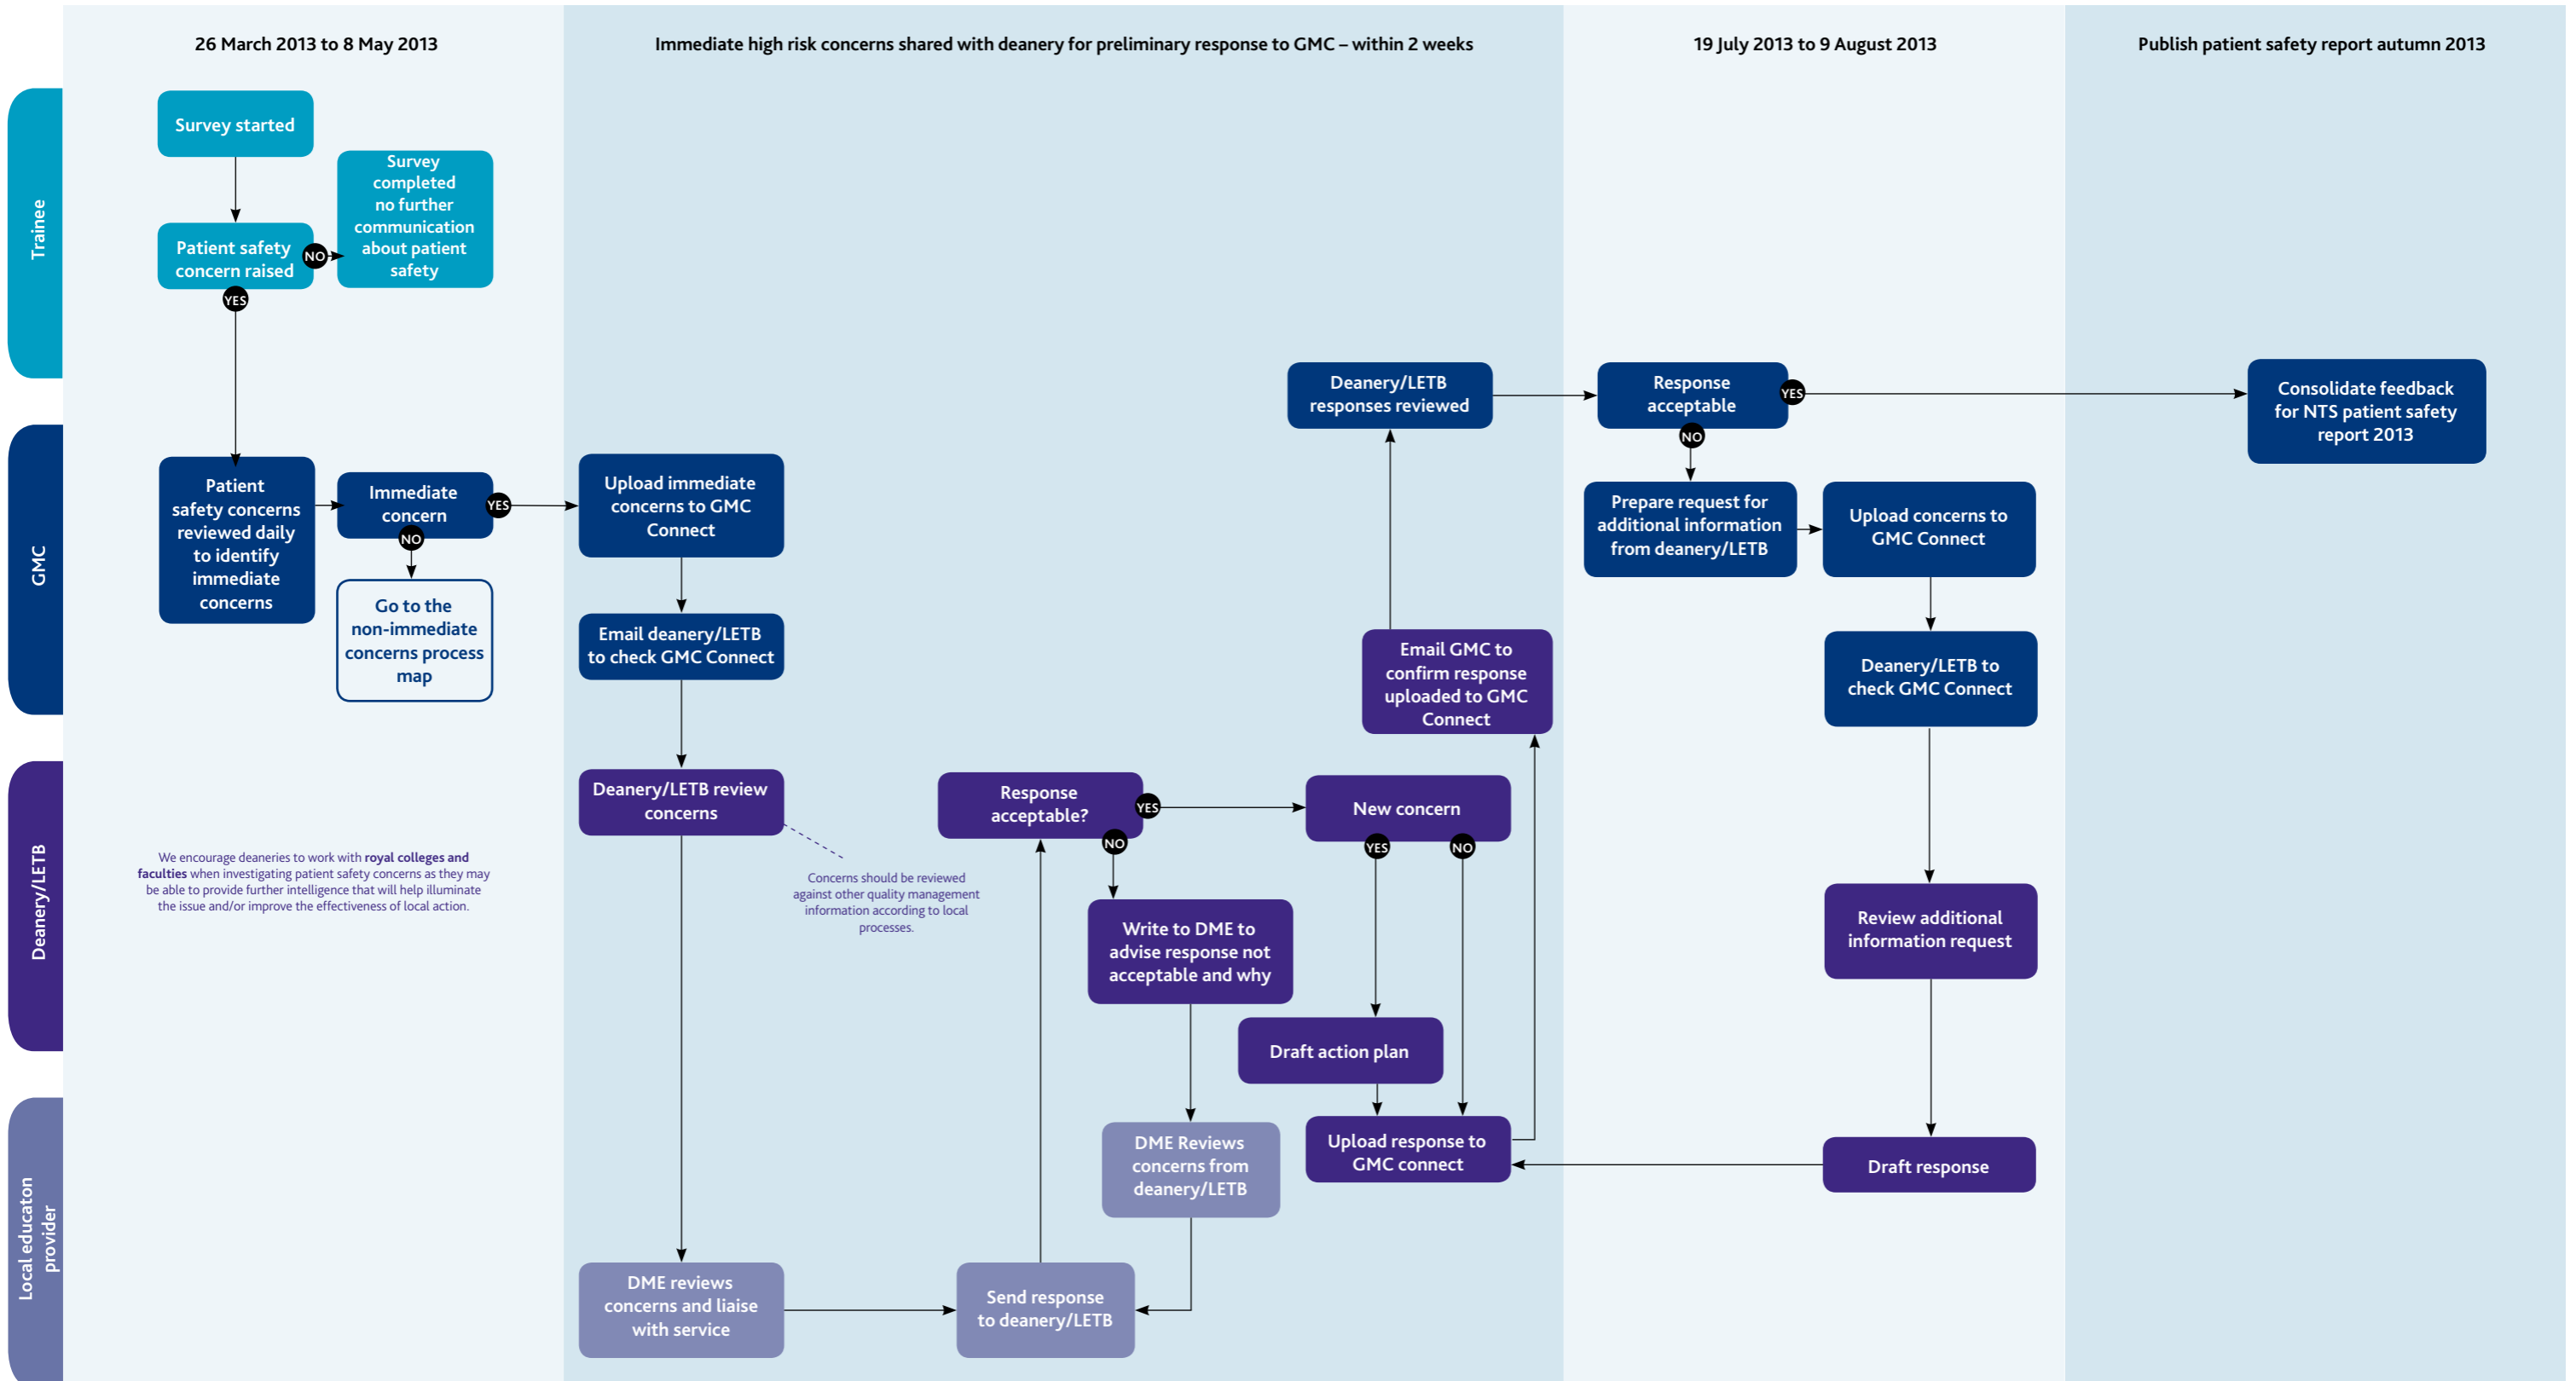 26 March 2013 to 8 May 2013
Immediate high risk concerns shared with deanery for preliminary response to GMC – within 2 weeks
19 July 2013 to 9 August 2013
Publish patient safety report autumn 2013
Trainee
Survey started
Survey
completed
no further
communication
about patient
safety
Patient safety
concern raised
NO
YES
GMC
Patient
safety concerns
reviewed daily
to identify
immediate
concerns
Immediate
concern
YES
NO
Go to the
non-immediate
concerns process
map
Upload immediate
concerns to GMC
Connect
Email deanery/LETB
to check GMC Connect
Deanery/LETB
responses reviewed
Response
acceptable
YES
NO
Consolidate feedback
for NTS patient safety
report 2013
Prepare request for
additional information
from deanery/LETB
Upload concerns to
GMC Connect
Deanery/LETB to
check GMC Connect
Email GMC to
confirm response
uploaded to GMC
Connect
Deanery/LETB
We encourage deaneries to work with royal colleges and
faculties when investigating patient safety concerns as they may
be able to provide further intelligence that will help illuminate
the issue and/or improve the effectiveness of local action.
Deanery/LETB review
concerns
Concerns should be reviewed
against other quality management
information according to local
processes.
Response
acceptable?
YES
NO
New concern
YES
NO
Write to DME to
advise response not
acceptable and why
Draft action plan
Review additional
information request
Local educaton
provider
DME Reviews
concerns from
deanery/LETB
Upload response to
GMC connect
Draft response
DME reviews
concerns and liaise
with service
Send response
to deanery/LETB